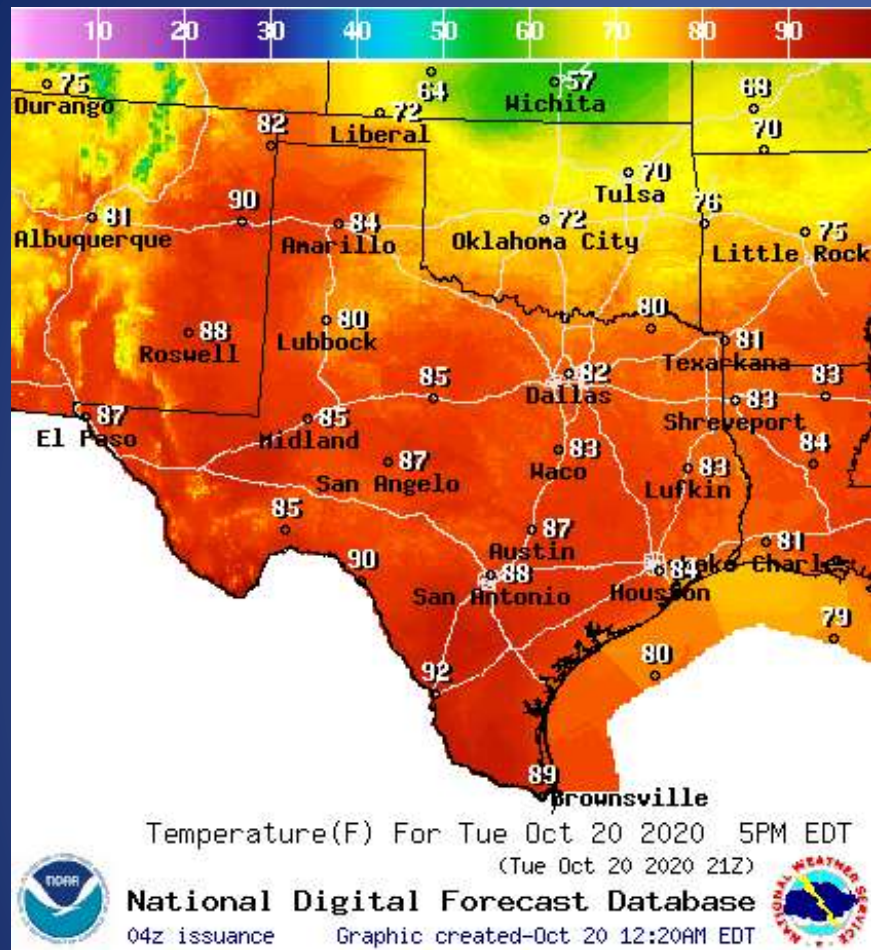 10 20 30 40 50 60 70 80 90
75
Durango
64
57
Wichita
72
Liberal
68
82
70
70
Tulsa
76
81
Albuquerque
90
84
Amarillo
72
Oklahoma City
75
Little Rock
88
Roswell
80
Lubbock
80
81
Texarkana
82
Dallas
85
83
83
Shreveport
87
El Paso
85
Midland
87
San Angelo
83
Waco
83
Lufkin
84
85
87
Austin
81
Lake Charles
90
88
San Antonio
84
Houston
79
80
92
89
Brownsville
Temperature(F) For Tue Oct 20 2020 5PM EDT
(Tue Oct 20 2020 21Z)
National Digital Forecast Database
04z issuance Graphic created-Oct 20 12:20AM EDT
NOAA
NATIONAL WEATHER SERVICE